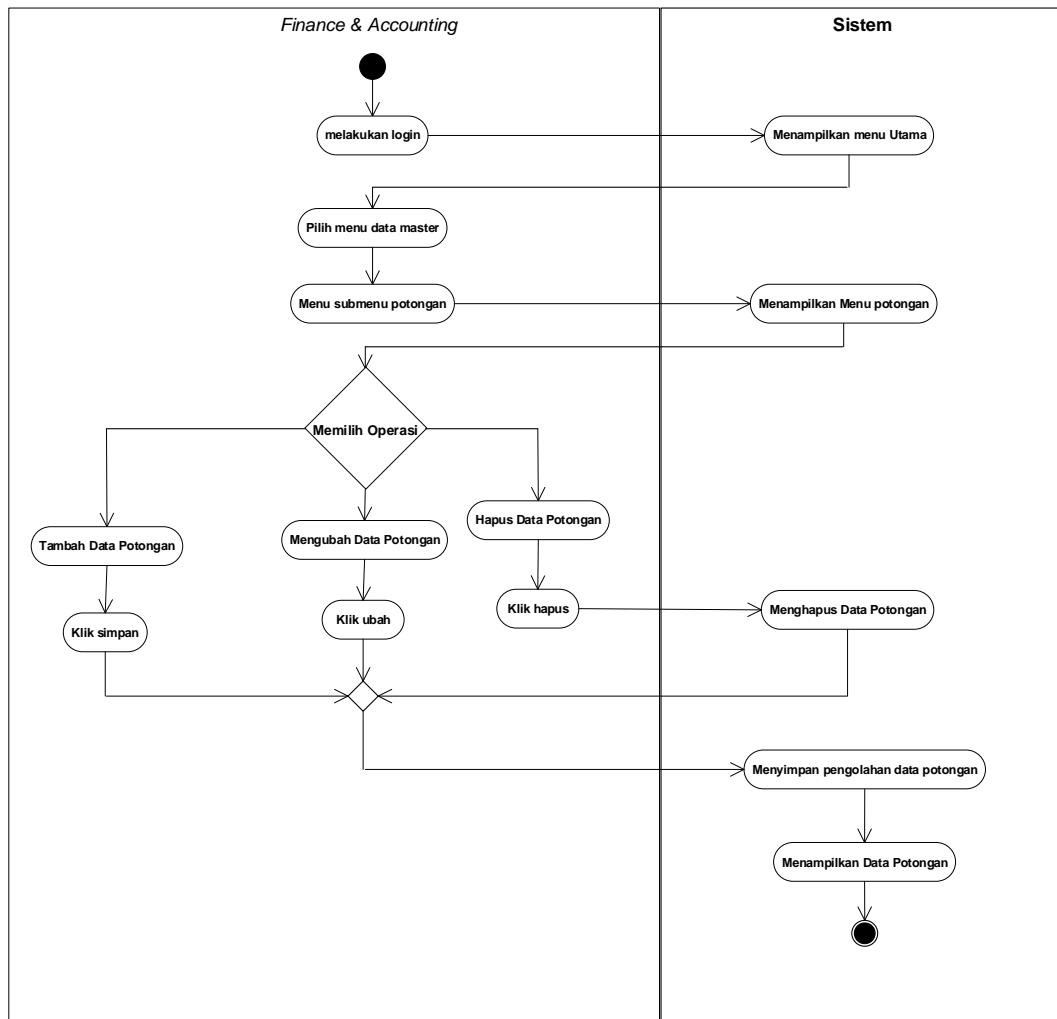 Finance & Accounting
Sistem
melakukan login
Menampilkan menu Utama
Pilih menu data master
Menu submenu potongan
Menampilkan Menu potongan
Memilih Operasi
Tambah Data Potongan
Mengubah Data Potongan
Hapus Data Potongan
Klik simpan
Klik ubah
Klik hapus
Menghapus Data Potongan
Menyimpan pengolahan data potongan
Menampilkan Data Potongan